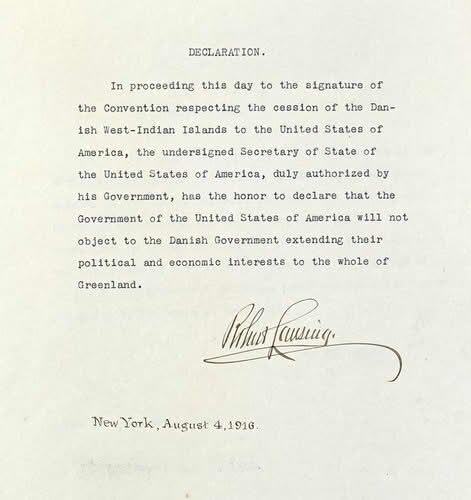 DECLARATION.
In proceeding this day to the signature of
the Convention respecting the cession of the Dan-
ish West-Indian Islands to the United States of
America, the undersigned Secretary of State of
the United States of America, duly authorized by
his Government, has the honor to declare that the
Government of the United States of America will not
object to the Danish Government extending their
political and economic interests to the whole of
Greenland.
Robert Lansing.
New York, August 4, 1916.